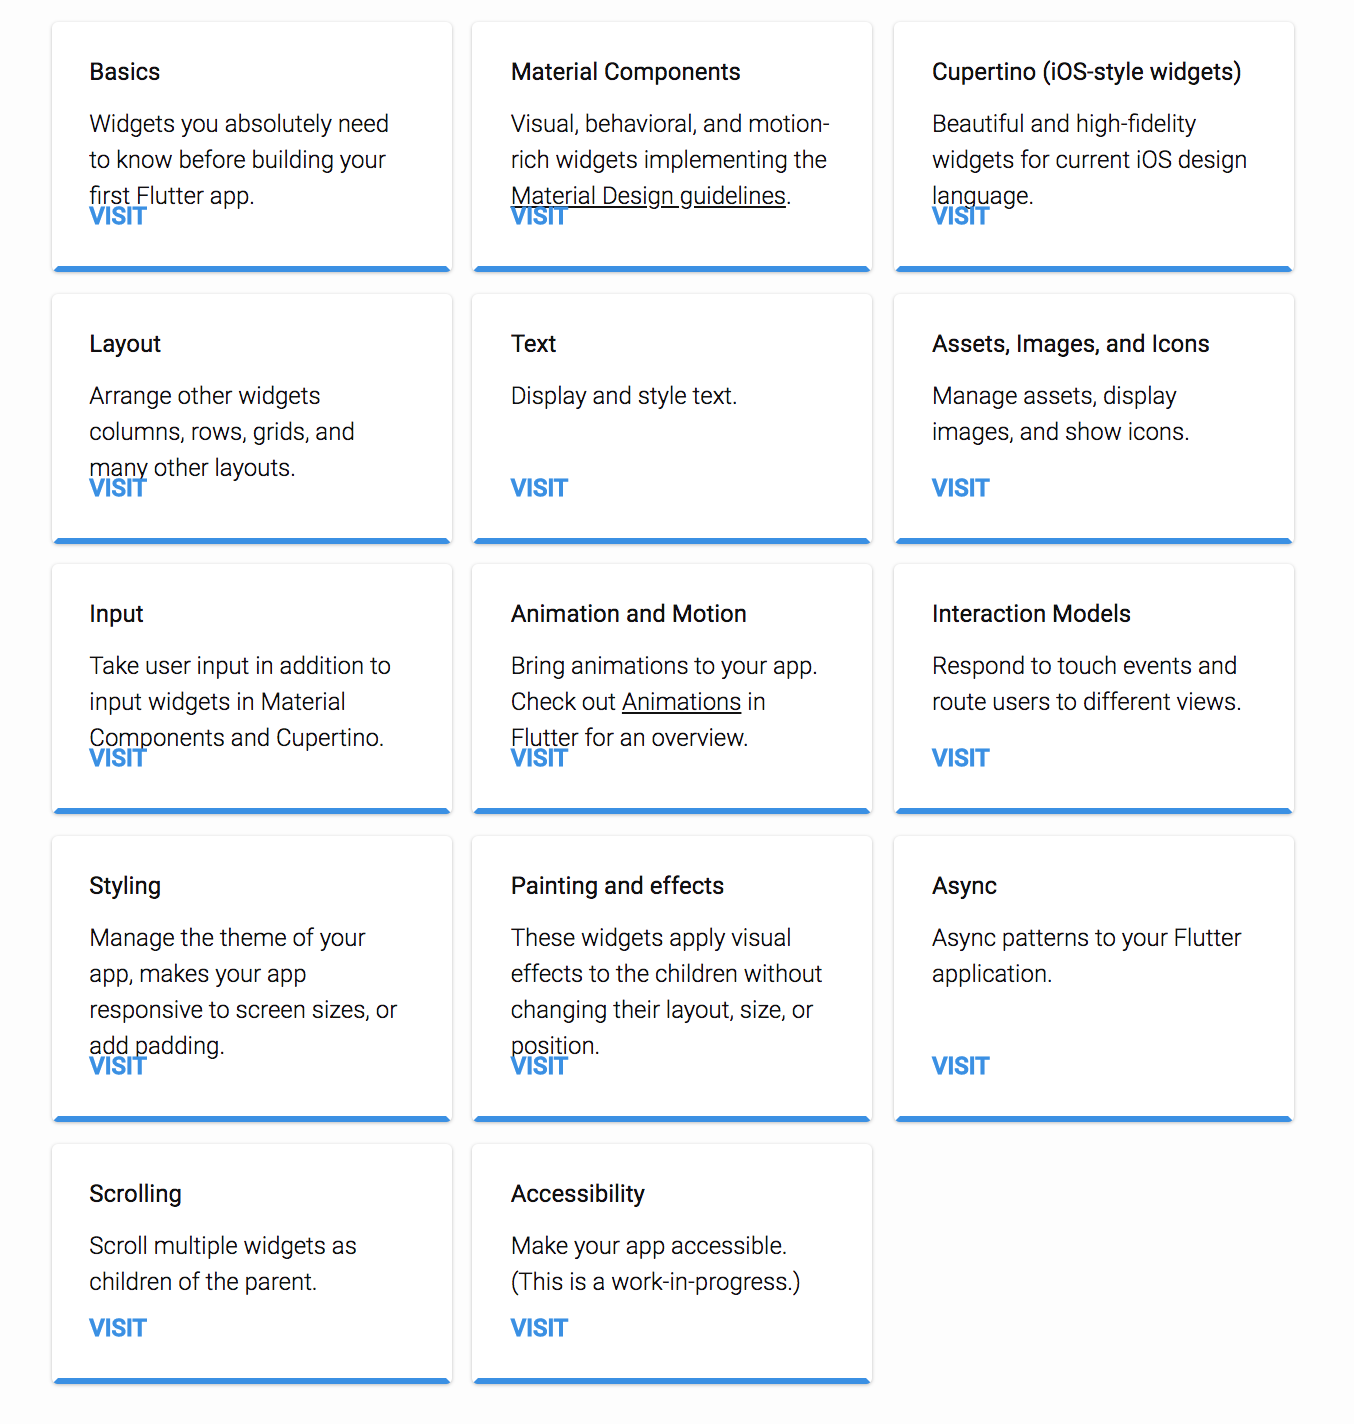 Basics
Widgets you absolutely need
to know before building your
first Flutter app.
VISIT
Material Components
Visual, behavioral, and motion-
rich widgets implementing the
Material Design guidelines.
VISIT
Cupertino (iOS-style widgets)
Beautiful and high-fidelity
widgets for current iOS design
language.
VISIT
Layout
Arrange other widgets
columns, rows, grids, and
many other layouts.
VISIT
Text
Display and style text.
VISIT
Assets, Images, and Icons
Manage assets, display
images, and show icons.
VISIT
Input
Take user input in addition to
input widgets in Material
Components and Cupertino.
VISIT
Animation and Motion
Bring animations to your app.
Check out Animations in
Flutter for an overview.
VISIT
Interaction Models
Respond to touch events and
route users to different views.
VISIT
Styling
Manage the theme of your
app, makes your app
responsive to screen sizes, or
add padding.
VISIT
Painting and effects
These widgets apply visual
effects to the children without
changing their layout, size, or
position.
VISIT
Async
Async patterns to your Flutter
application.
VISIT
Scrolling
Scroll multiple widgets as
children of the parent.
VISIT
Accessibility
Make your app accessible.
(This is a work-in-progress.)
VISIT